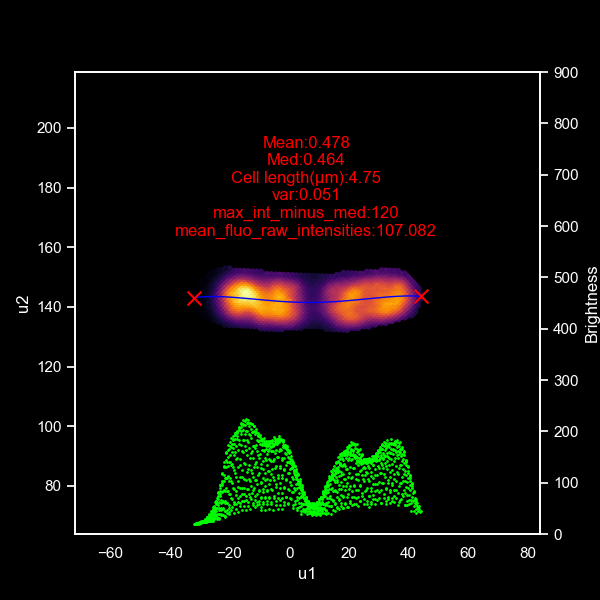 900
800
700
600
500
400
300
200
100
0
200
180
160
140
120
100
80
u2
Brightness
Mean:0.478
Med:0.464
Cell length(μm):4.75
var:0.051
max_int_minus_med:120
mean_fluo_raw_intensities:107.082
−60 −40 −20 0 20 40 60 80
u1